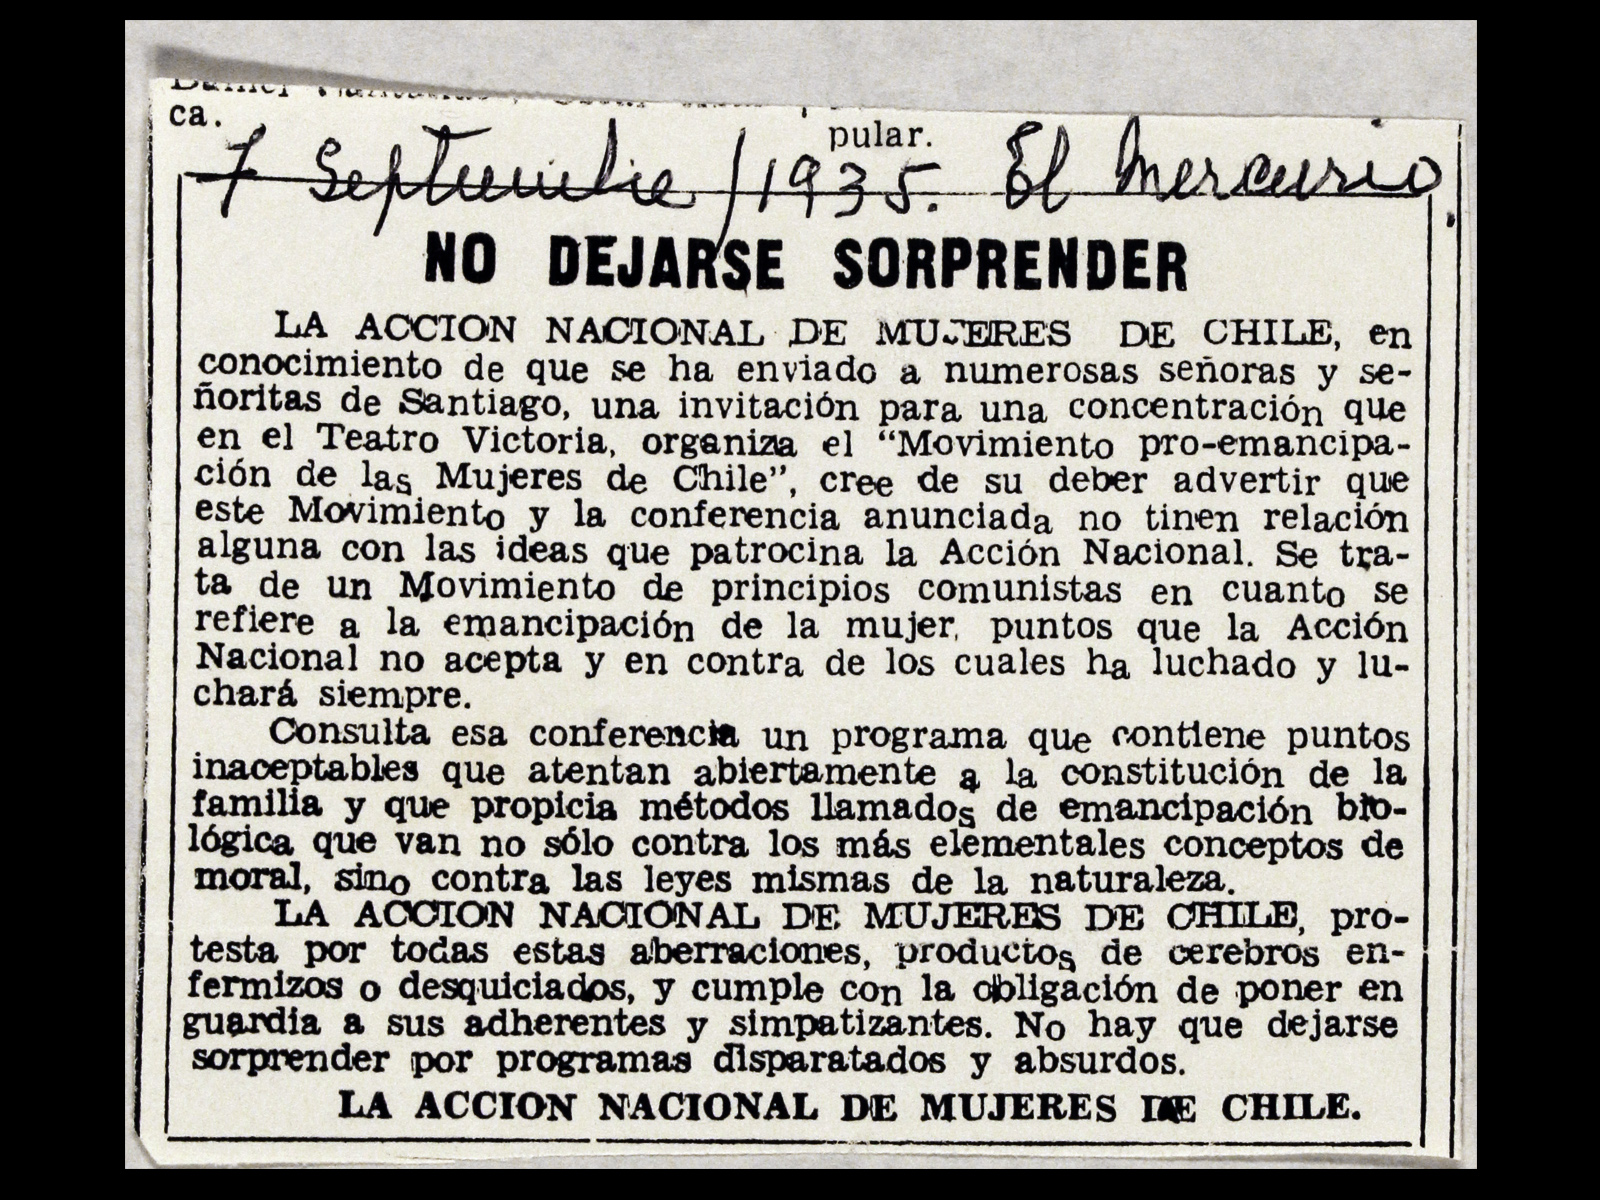 ca.
pular.
7 Septiembre/1935. El Mercurio.
NO DEJARSE SORPRENDER
LA ACCION NACIONAL DE MUJERES DE CHILE, en
conocimiento de que se ha enviado a numerosas señoras y se-
ñoritas de Santiago, una invitación para una concentración que
en el Teatro Victoria, organiza el "Movimiento pro-emancipa-
ción de las Mujeres de Chile", cree de su deber advertir que
este Movimiento y la conferencia anunciada no tinen relación
alguna con las ideas que patrocina la Acción Nacional. Se tra-
ta de un Movimiento de principios comunistas en cuanto se
refiere a la emancipación de la mujer, puntos que la Acción
Nacional no acepta y en contra de los cuales ha luchado y lu-
chará siempre.
Consulta esa conferencia un programa que contiene puntos
inaceptables que atentan abiertamente a la constitución de la
familia y que propicia métodos llamados de emancipación bio-
lógica que van no sólo contra los más elementales conceptos de
moral, sino contra las leyes mismas de la naturaleza.
LA ACCION NACIONAL DE MUJERES DE CHILE, pro-
testa por todas estas aberraciones, productos de cerebros en-
fermizos o desquiciados, y cumple con la obligación de poner en
guardia a sus adherentes y simpatizantes. No hay que dejarse
sorprender por programas disparatados y absurdos.
LA ACCION NACIONAL DE MUJERES DE CHILE.